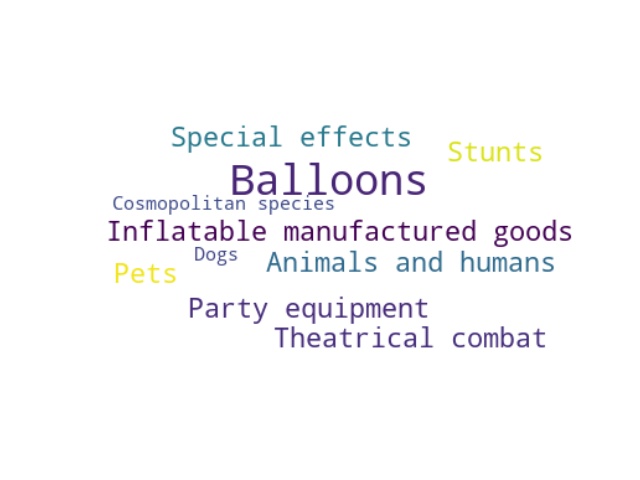 Special effects
Stunts
Balloons
Cosmopolitan species
Inflatable manufactured goods
Dogs
Animals and humans
Pets
Party equipment
Theatrical combat